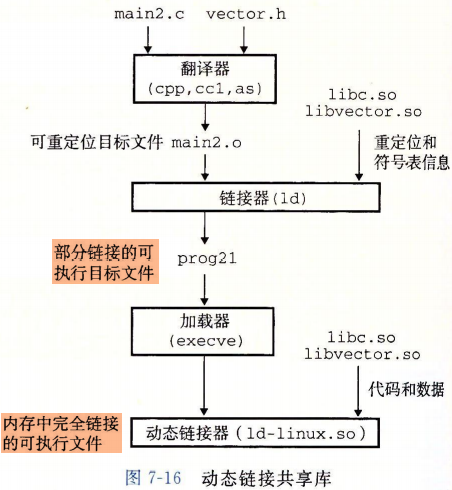 main2.c vector.h
翻译器
(cpp,cc1,as)
libc.so
libvector.so
可重定位目标文件 main2.o
重定位和
符号表信息
链接器(ld)
部分链接的可
执行目标文件
prog21
加载器
(execve)
libc.so
libvector.so
代码和数据
内存中完全链接
的可执行文件
动态链接器(ld-linux.so)
图 7-16 动态链接共享库